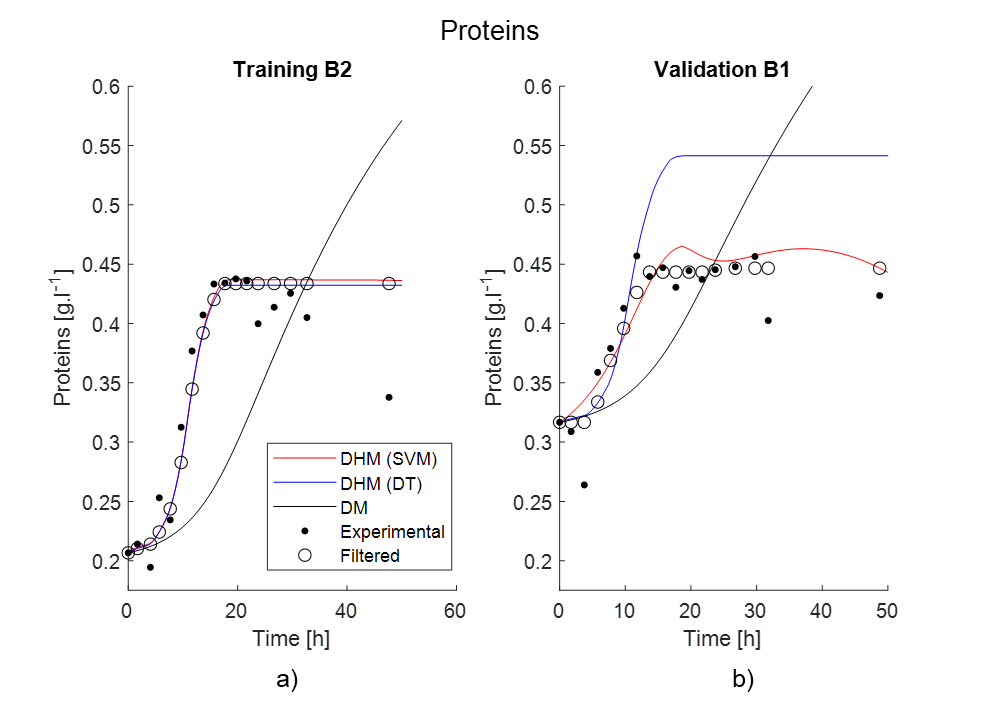 Proteins
Training B2
Proteins [g.l⁻¹]
0.6
0.55
0.5
0.45
0.4
0.35
0.3
0.25
0.2
0 20 40 60
Time [h]
DHM (SVM)
DHM (DT)
DM
Experimental
Filtered
a)
Validation B1
Proteins [g.l⁻¹]
0.6
0.55
0.5
0.45
0.4
0.35
0.3
0.25
0.2
0 10 20 30 40 50
Time [h]
b)